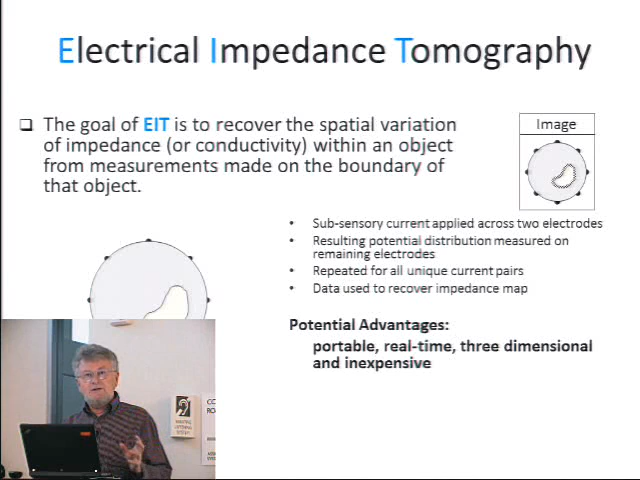 Electrical Impedance Tomography
The goal of EIT is to recover the spatial variation
of impedance (or conductivity) within an object
from measurements made on the boundary of
that object.
Image
Sub-sensory current applied across two electrodes
Resulting potential distribution measured on
remaining electrodes
Repeated for all unique current pairs
Data used to recover impedance map
Potential Advantages:
portable, real-time, three dimensional
and inexpensive